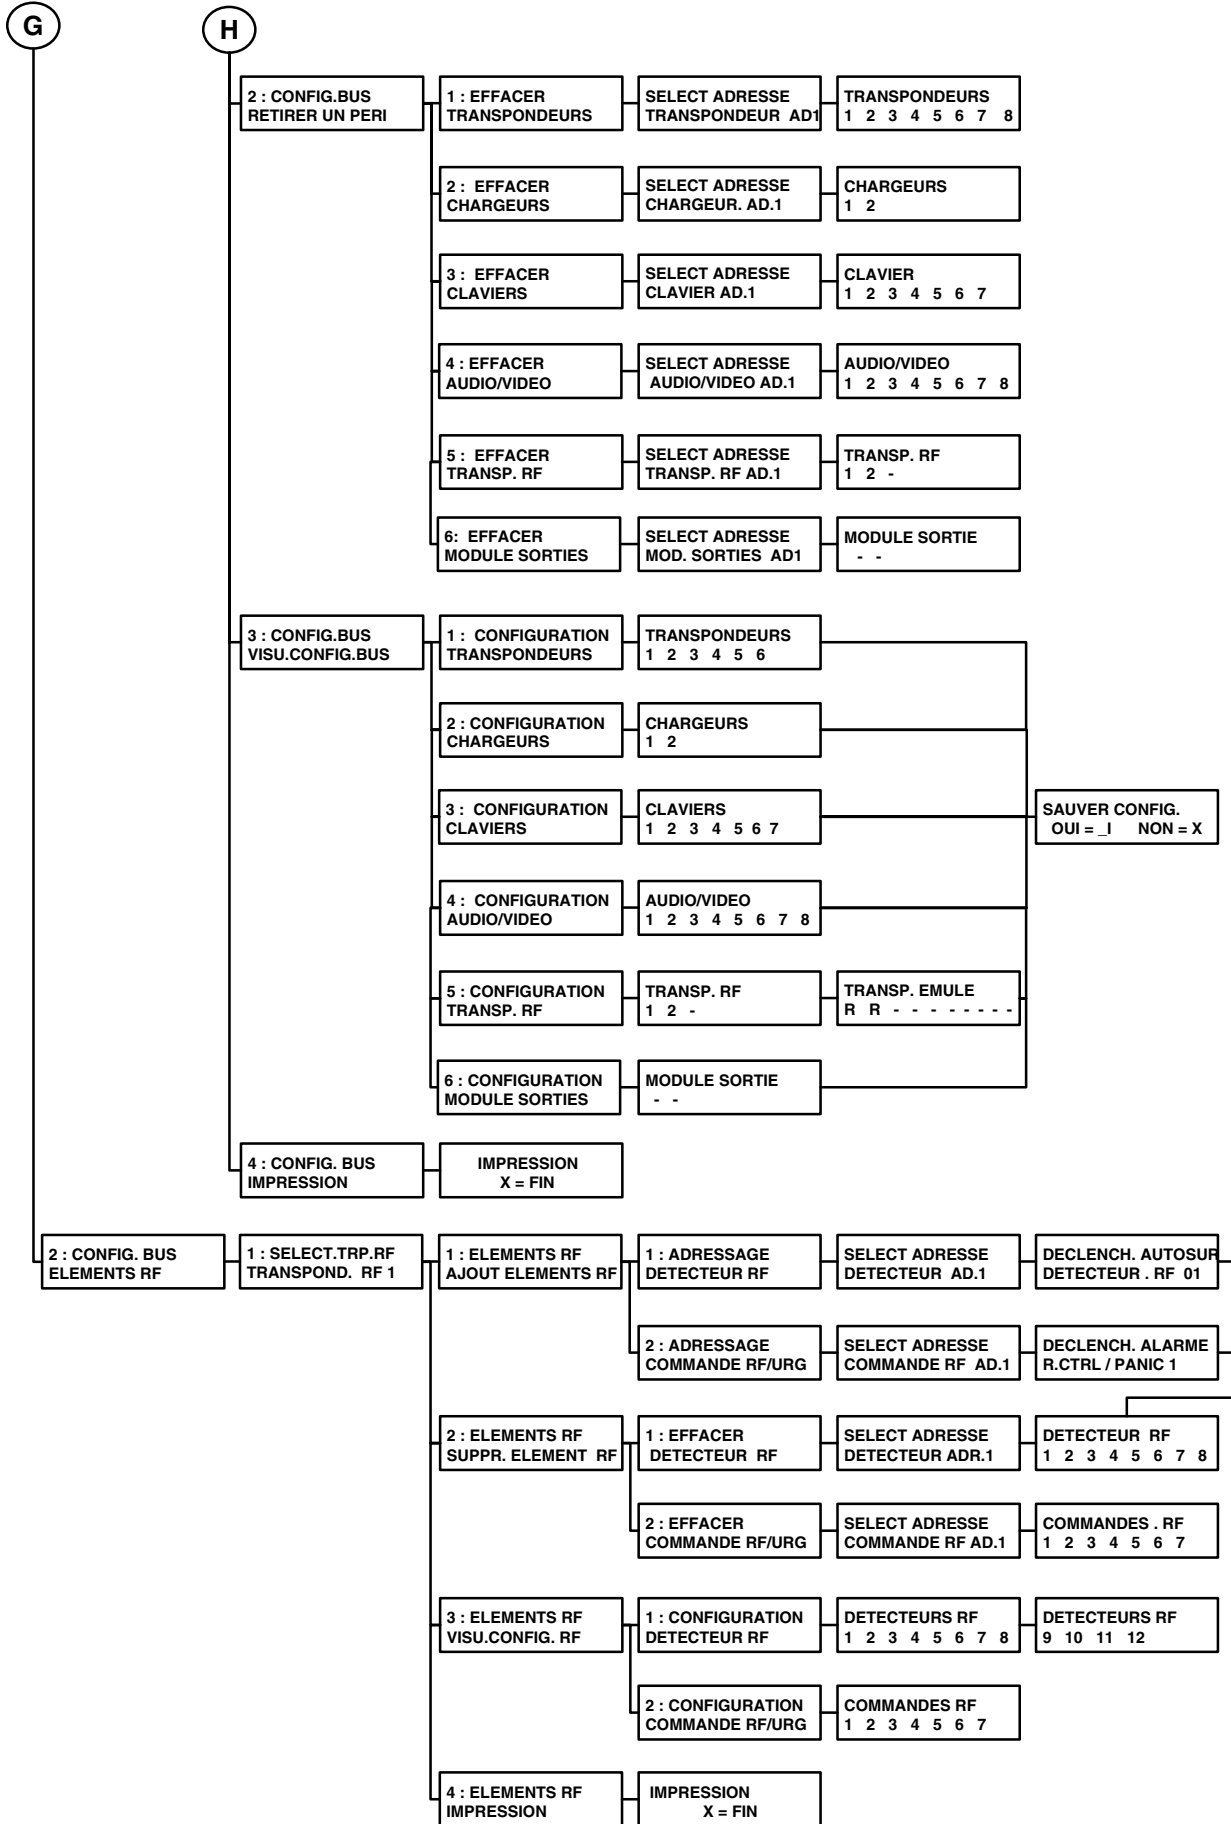 G
H
2 : CONFIG.BUS
RETIRER UN PERI
1 : EFFACER
TRANSPONDEURS
SELECT ADRESSE
TRANSPONDEUR AD1
TRANSPONDEURS
1 2 3 4 5 6 7 8
2 : EFFACER
CHARGEURS
SELECT ADRESSE
CHARGEUR. AD.1
CHARGEURS
1 2
3 : EFFACER
CLAVIERS
SELECT ADRESSE
CLAVIER AD.1
CLAVIER
1 2 3 4 5 6 7
4 : EFFACER
AUDIO/VIDEO
SELECT ADRESSE
AUDIO/VIDEO AD.1
AUDIO/VIDEO
1 2 3 4 5 6 7 8
5 : EFFACER
TRANSP. RF
SELECT ADRESSE
TRANSP. RF AD.1
TRANSP. RF
1 2 -
6: EFFACER
MODULE SORTIES
SELECT ADRESSE
MOD. SORTIES AD1
MODULE SORTIE
- -
3 : CONFIG.BUS
VISU.CONFIG.BUS
1 : CONFIGURATION
TRANSPONDEURS
TRANSPONDEURS
1 2 3 4 5 6
2 : CONFIGURATION
CHARGEURS
CHARGEURS
1 2
3 : CONFIGURATION
CLAVIERS
CLAVIERS
1 2 3 4 5 6 7
SAUVER CONFIG.
OUI = _I NON = X
4 : CONFIGURATION
AUDIO/VIDEO
AUDIO/VIDEO
1 2 3 4 5 6 7 8
5 : CONFIGURATION
TRANSP. RF
TRANSP. RF
1 2 -
TRANSP. EMULE
R R - - - - - - - -
6 : CONFIGURATION
MODULE SORTIES
MODULE SORTIE
- -
4 : CONFIG. BUS
IMPRESSION
IMPRESSION
X = FIN
2 : CONFIG. BUS
ELEMENTS RF
1 : SELECT.TRP.RF
TRANSPOND. RF 1
1 : ELEMENTS RF
AJOUT ELEMENTS RF
1 : ADRESSAGE
DETECTEUR RF
SELECT ADRESSE
DETECTEUR AD.1
DECLENCH. AUTOSUR
DETECTEUR . RF 01
2 : ADRESSAGE
COMMANDE RF/URG
SELECT ADRESSE
COMMANDE RF AD.1
DECLENCH. ALARME
R.CTRL / PANIC 1
2 : ELEMENTS RF
SUPPR. ELEMENT RF
1 : EFFACER
DETECTEUR RF
SELECT ADRESSE
DETECTEUR ADR.1
DETECTEUR RF
1 2 3 4 5 6 7 8
2 : EFFACER
COMMANDE RF/URG
SELECT ADRESSE
COMMANDE RF AD.1
COMMANDES . RF
1 2 3 4 5 6 7
3 : ELEMENTS RF
VISU.CONFIG. RF
1 : CONFIGURATION
DETECTEUR RF
DETECTEURS RF
1 2 3 4 5 6 7 8
DETECTEURS RF
9 10 11 12
2 : CONFIGURATION
COMMANDE RF/URG
COMMANDES RF
1 2 3 4 5 6 7
4 : ELEMENTS RF
IMPRESSION
IMPRESSION
X = FIN